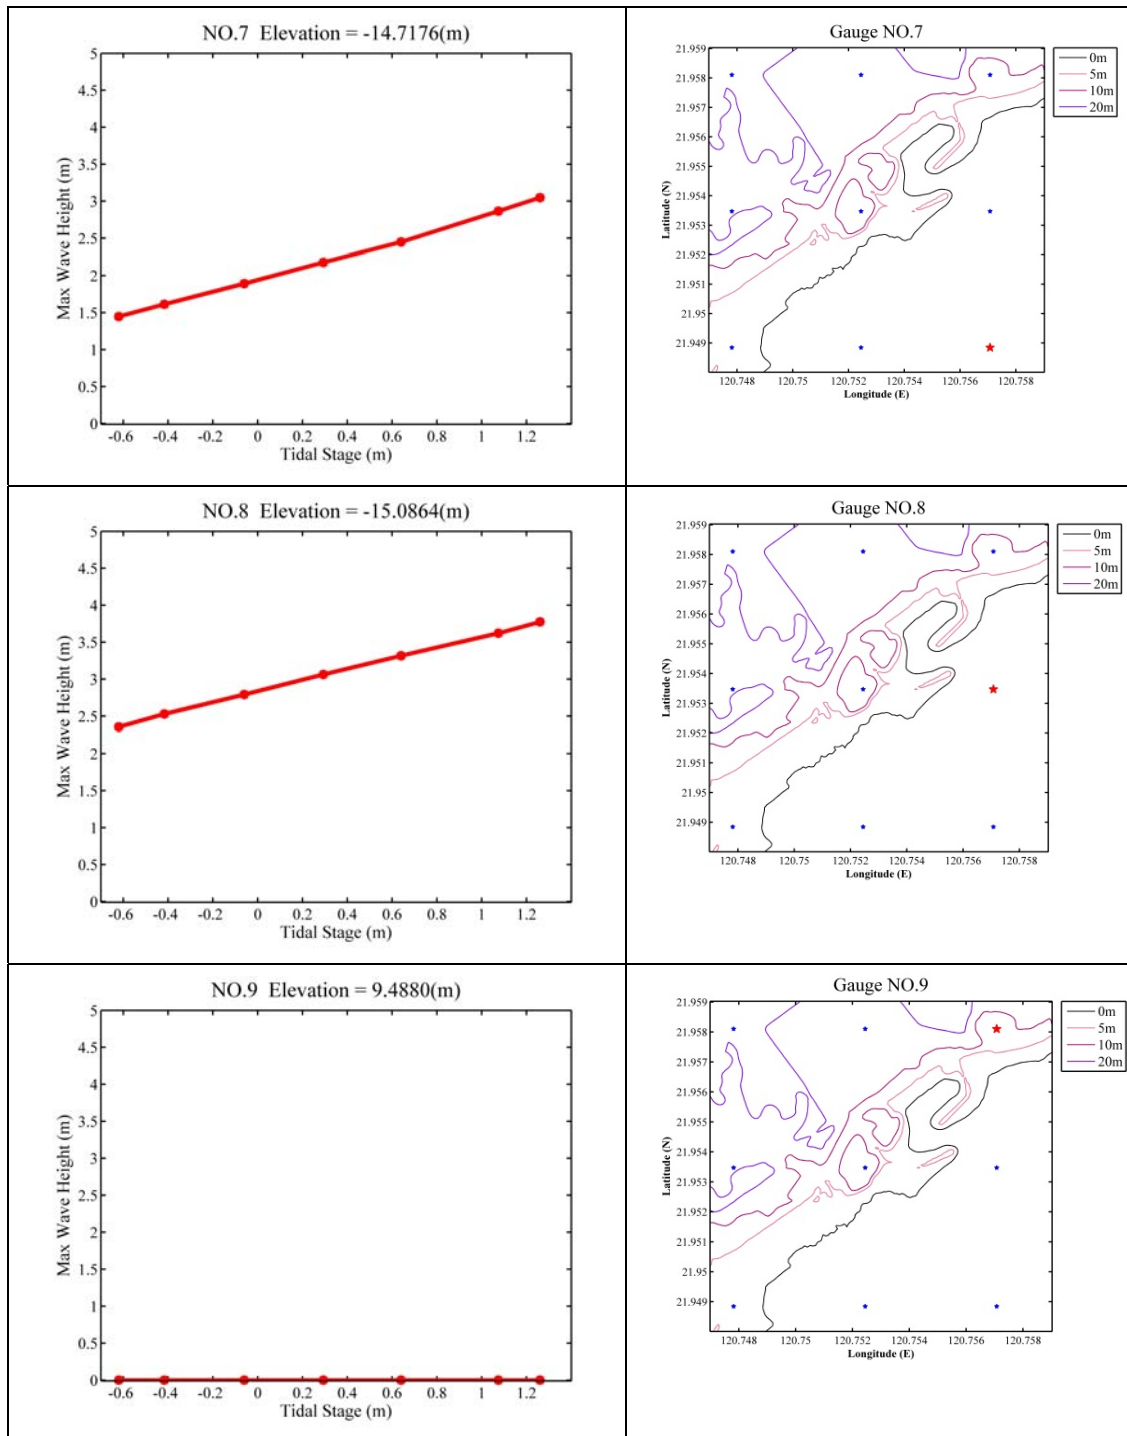 NO.7 Elevation = -14.7176(m)
5
4.5
4
3.5
3
2.5
2
1.5
1
0.5
0
Max Wave Height (m)
-0.6 -0.4 -0.2 0 0.2 0.4 0.6 0.8 1 1.2
Tidal Stage (m)
Gauge NO.7
21.959
21.958
21.957
21.956
21.955
21.954
21.953
21.952
21.951
21.95
21.949
Latitude (N)
120.748 120.75 120.752 120.754 120.756 120.758
Longitude (E)
0m
5m
10m
20m
NO.8 Elevation = -15.0864(m)
5
4.5
4
3.5
3
2.5
2
1.5
1
0.5
0
Max Wave Height (m)
-0.6 -0.4 -0.2 0 0.2 0.4 0.6 0.8 1 1.2
Tidal Stage (m)
Gauge NO.8
21.959
21.958
21.957
21.956
21.955
21.954
21.953
21.952
21.951
21.95
21.949
Latitude (N)
120.748 120.75 120.752 120.754 120.756 120.758
Longitude (E)
0m
5m
10m
20m
NO.9 Elevation = 9.4880(m)
5
4.5
4
3.5
3
2.5
2
1.5
1
0.5
0
Max Wave Height (m)
-0.6 -0.4 -0.2 0 0.2 0.4 0.6 0.8 1 1.2
Tidal Stage (m)
Gauge NO.9
21.959
21.958
21.957
21.956
21.955
21.954
21.953
21.952
21.951
21.95
21.949
Latitude (N)
120.748 120.75 120.752 120.754 120.756 120.758
Longitude (E)
0m
5m
10m
20m